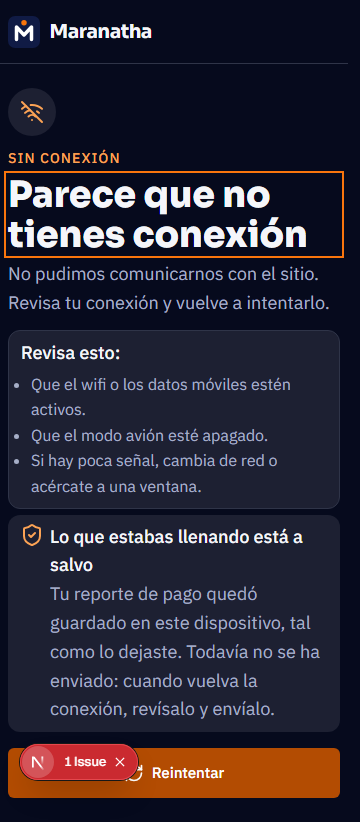 Maranatha
SIN CONEXIÓN
Parece que no
tienes conexión
No pudimos comunicarnos con el sitio.
Revisa tu conexión y vuelve a intentarlo.
Revisa esto:
Que el wifi o los datos móviles estén
activos.
Que el modo avión esté apagado.
Si hay poca señal, cambia de red o
acércate a una ventana.
Lo que estabas llenando está a
salvo
Tu reporte de pago quedó
guardado en este dispositivo, tal
como lo dejaste. Todavía no se ha
enviado: cuando vuelva la
conexión, revísalo y envíalo.
N 1 Issue
Reintentar